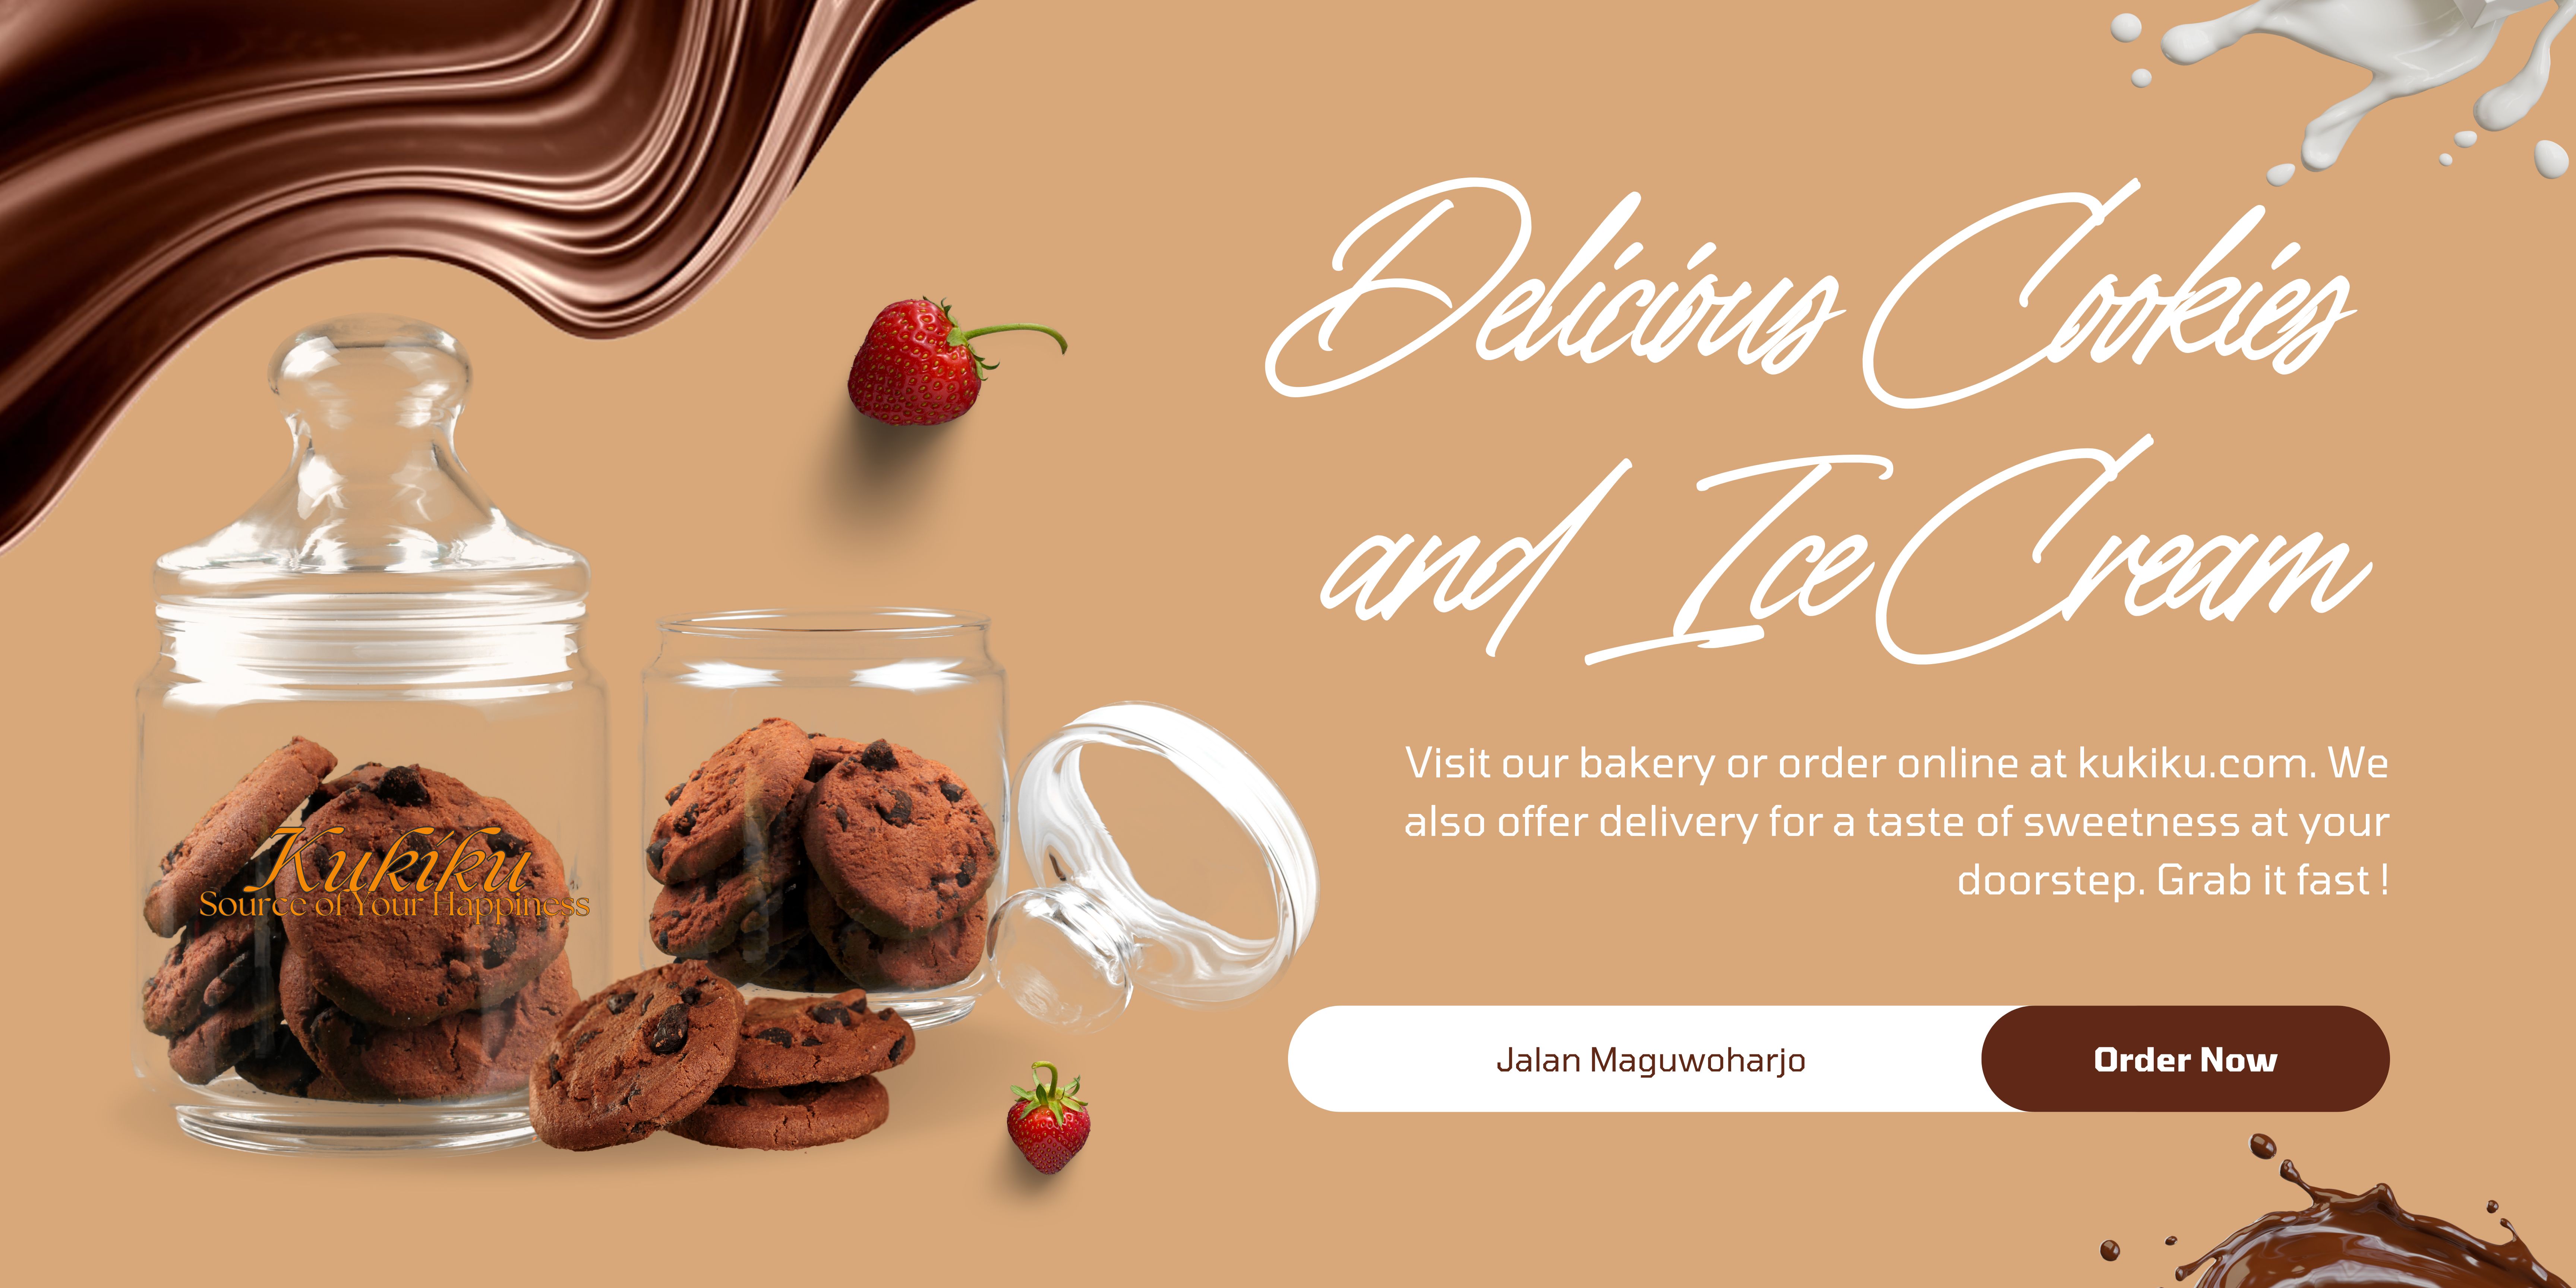 Delicious Cookies
and Ice Cream
Kukiku
Source of Your Happiness
Visit our bakery or order online at kukiku.com. We
also offer delivery for a taste of sweetness at your
doorstep. Grab it fast !
Jalan Maguwoharjo
Order Now